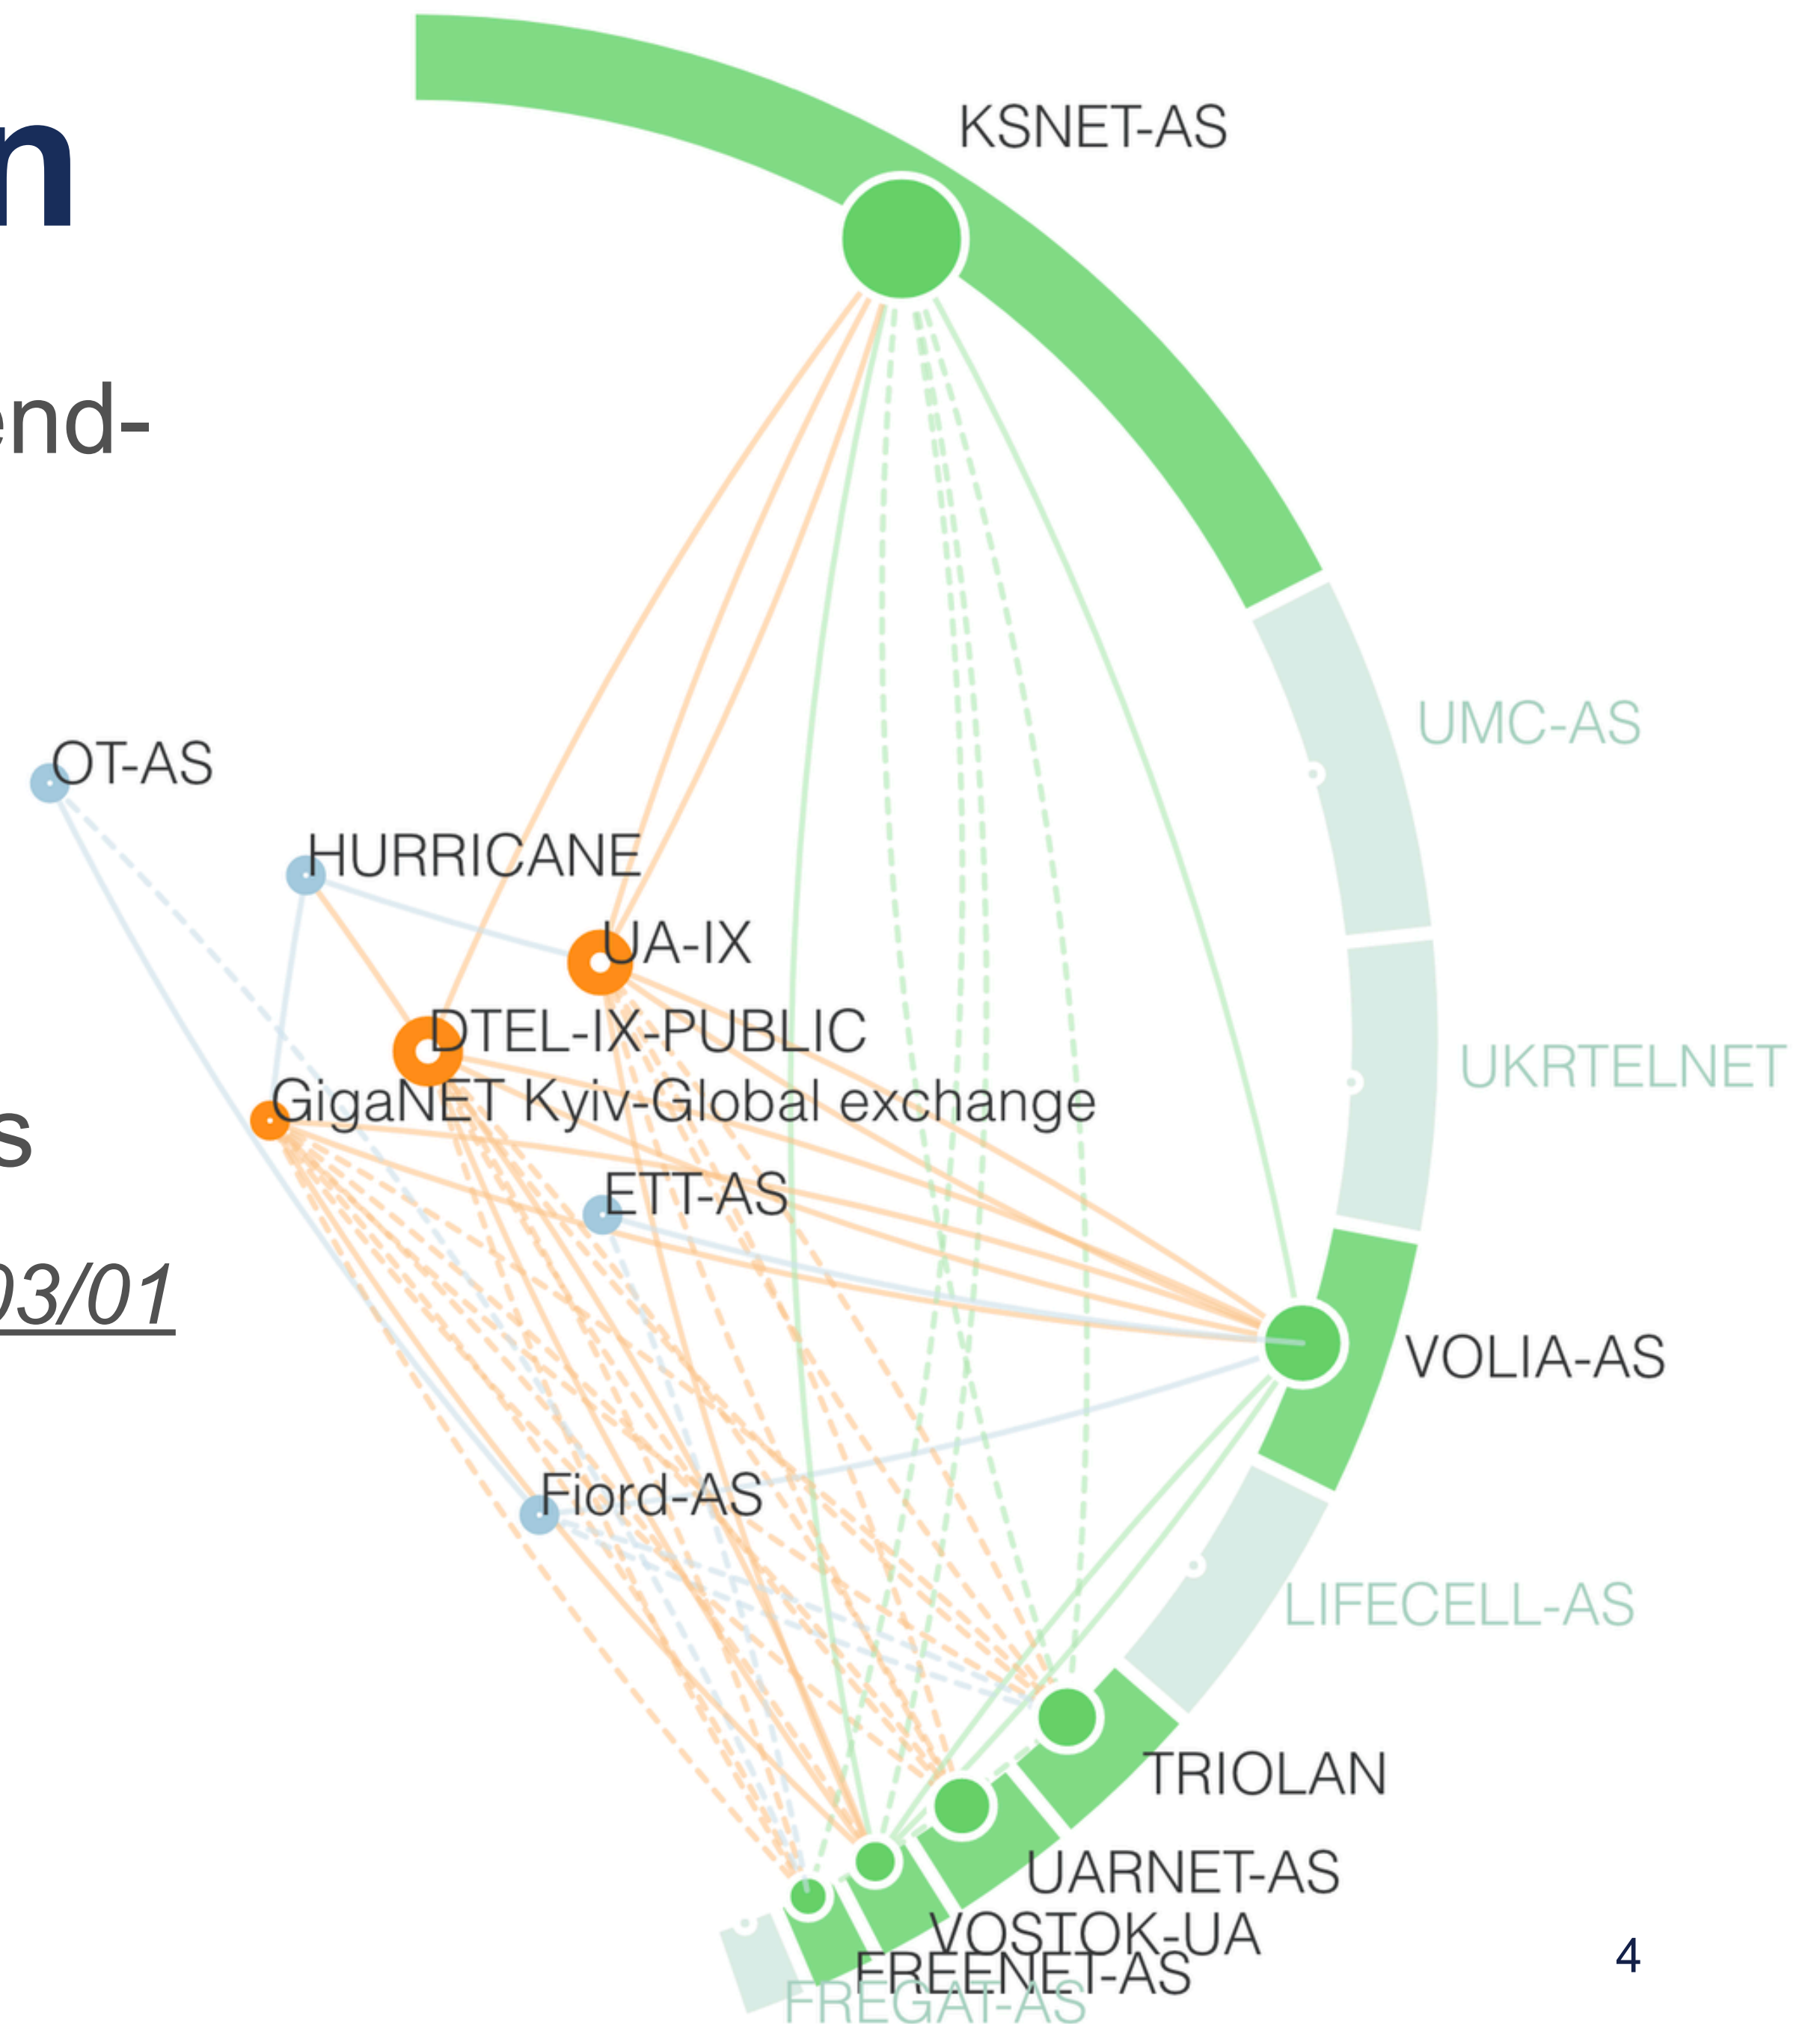 n
end-
s
03/01
KSNET-AS
UMC-AS
OT-AS
HURRICANE
UA-IX
DTEL-IX-PUBLIC
UKRTELNET
GigaNET Kyiv-Global exchange
ETT-AS
VOLIA-AS
Fiord-AS
LIFECELL-AS
TRIOLAN
UARNET-AS
VOSTOK-UA
FREENET-AS
FREGAT-AS
4